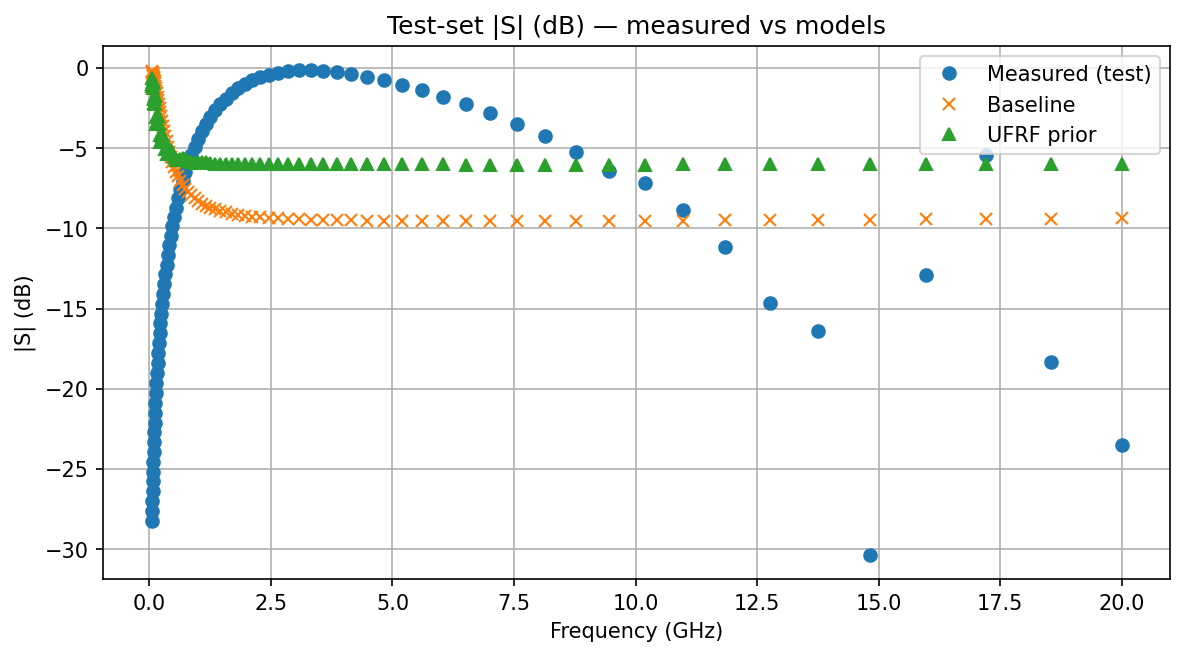 Test-set |S| (dB) — measured vs models
Measured (test)
Baseline
UFRF prior
|S| (dB)
0
−5
−10
−15
−20
−25
−30
0.0 2.5 5.0 7.5 10.0 12.5 15.0 17.5 20.0
Frequency (GHz)